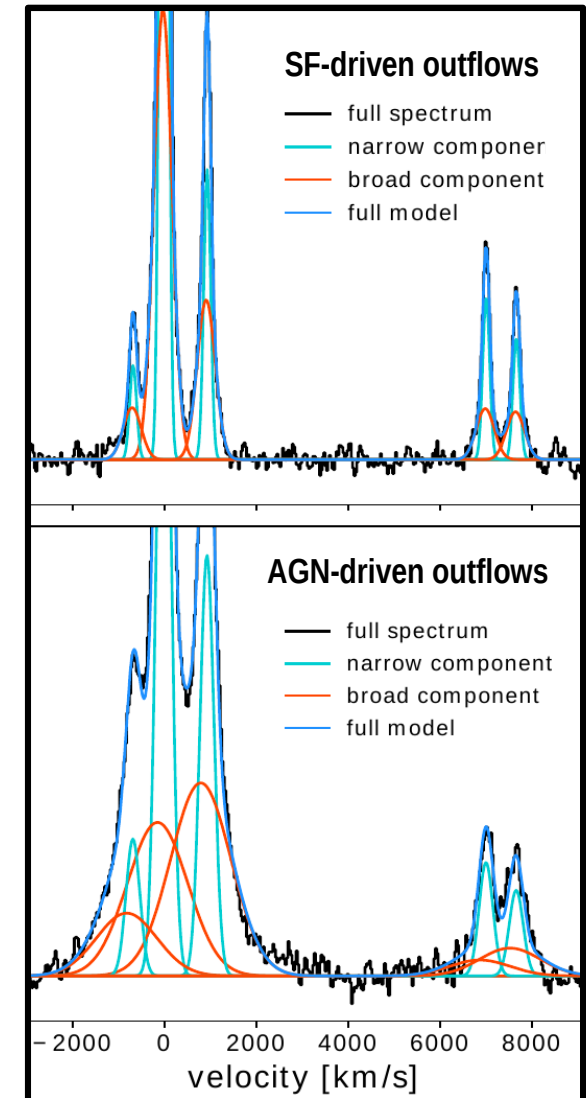 SF-driven outflows
full spectrum
narrow componer
broad component
full model
AGN-driven outflows
full spectrum
narrow component
broad component
full model
−2000 0 2000 4000 6000 8000
velocity [km/s]